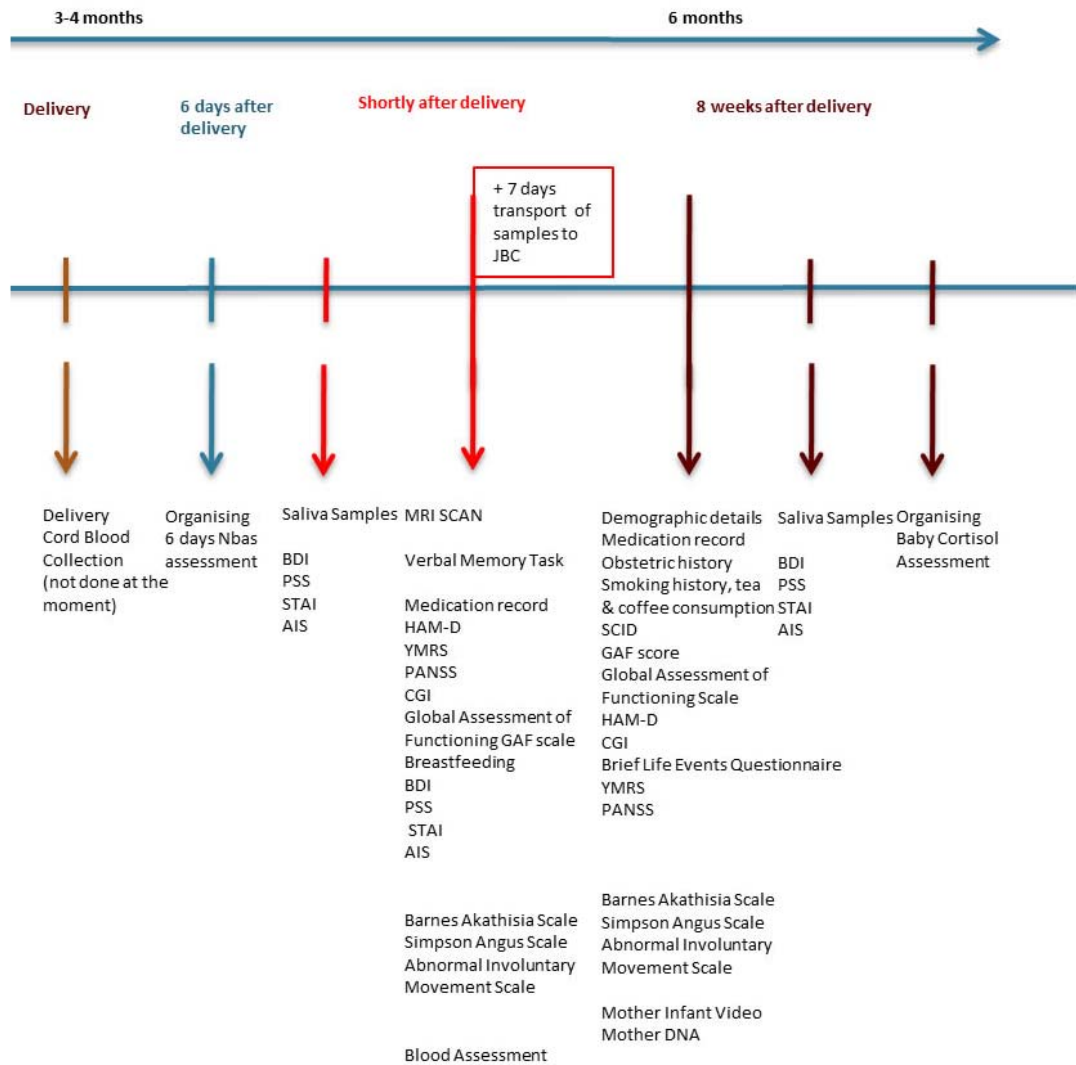 3-4 months
6 months
Delivery
6 days after
delivery
Shortly after delivery
8 weeks after delivery
+ 7 days
transport of
samples to
JBC
Delivery
Cord Blood
Collection
(not done at the
moment)
Organising
6 days Nbas
assessment
Saliva Samples
BDI
PSS
STAI
AIS
MRI SCAN
Verbal Memory Task
Medication record
HAM-D
YMRS
PANSS
CGI
Global Assessment of
Functioning GAF scale
Breastfeeding
BDI
PSS
STAI
AIS
Barnes Akathisia Scale
Simpson Angus Scale
Abnormal Involuntary
Movement Scale
Blood Assessment
Demographic details
Medication record
Obstetric history
Smoking history, tea
& coffee consumption
SCID
GAF score
Global Assessment of
Functioning Scale
HAM-D
CGI
Brief Life Events Questionnaire
YMRS
PANSS
Barnes Akathisia Scale
Simpson Angus Scale
Abnormal Involuntary
Movement Scale
Mother Infant Video
Mother DNA
Saliva Samples
BDI
PSS
STAI
AIS
Organising
Baby Cortisol
Assessment